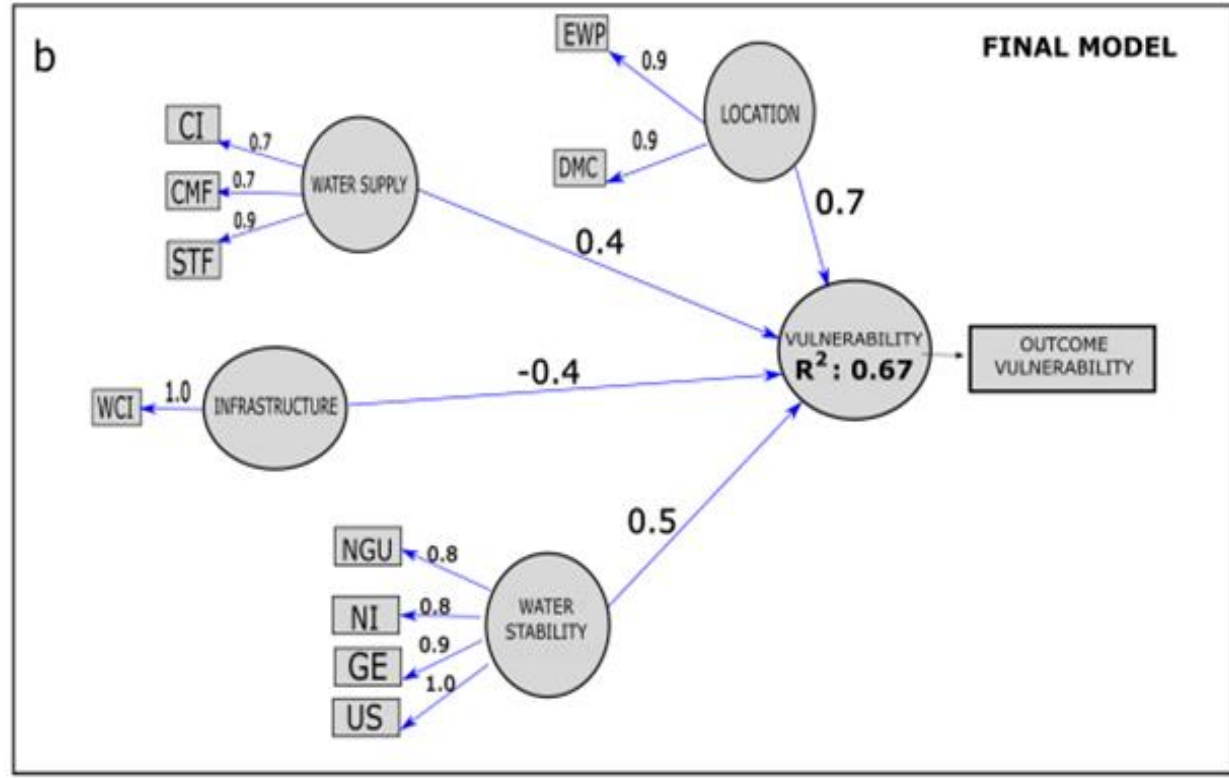 b
FINAL MODEL
EWP
0.9
LOCATION
DMC
0.9
0.7
CI
0.7
CMF
0.7
STF
0.9
WATER SUPPLY
0.4
VULNERABILITY
R²: 0.67
OUTCOME
VULNERABILITY
WCI
1.0
INFRASTRUCTURE
-0.4
NGU
0.8
NI
0.8
GE
0.9
US
1.0
WATER
STABILITY
0.5